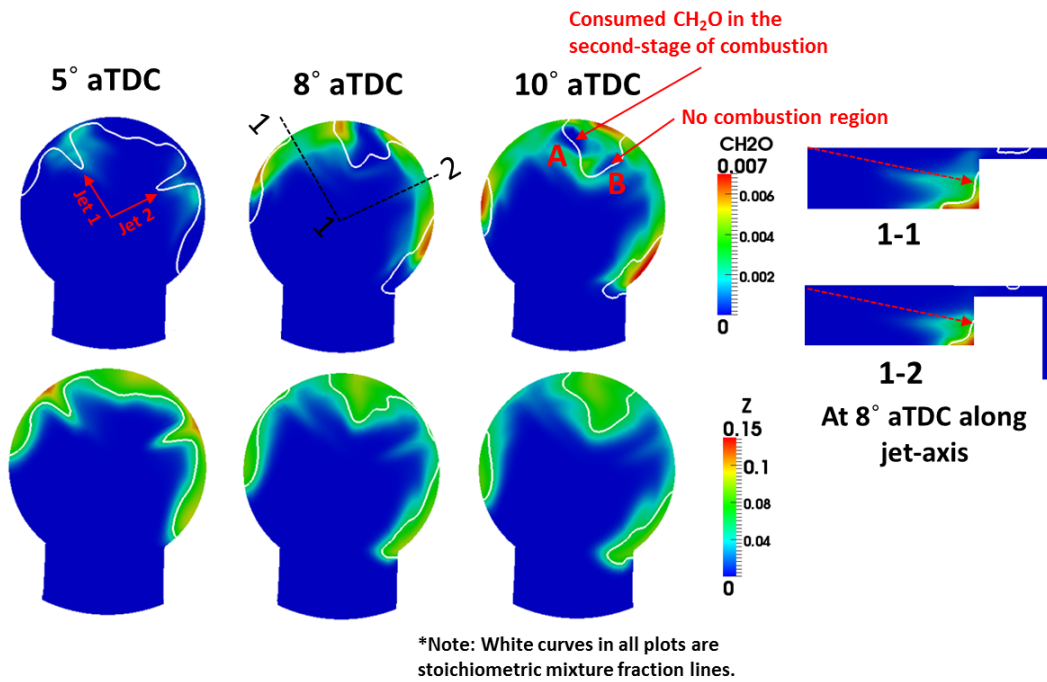 Consumed CH₂O in the
second-stage of combustion
5° aTDC
8° aTDC
10° aTDC
No combustion region
1
2
1
Jet 1
Jet 2
A
B
CH2O
0.007
0.006
0.004
0.002
0
1-1
1-2
At 8° aTDC along
jet-axis
Z
0.15
0.1
0.08
0.04
0
*Note: White curves in all plots are
stoichiometric mixture fraction lines.